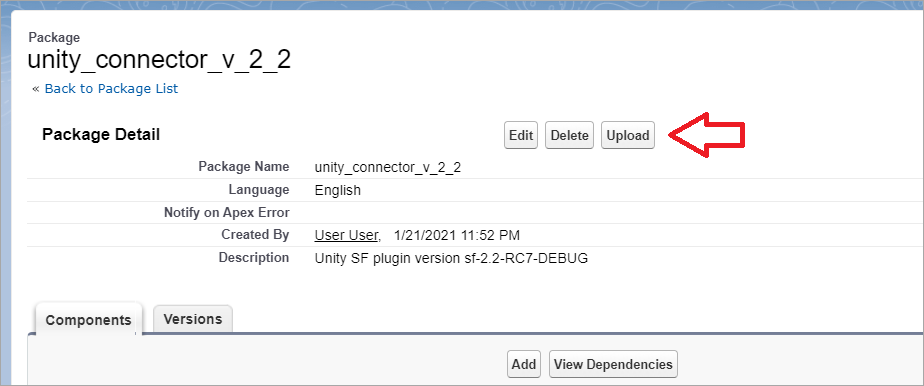 Package
unity_connector_v_2_2
« Back to Package List
Package Detail
Edit Delete Upload
Package Name unity_connector_v_2_2
Language English
Notify on Apex Error
Created By User User, 1/21/2021 11:52 PM
Description Unity SF plugin version sf-2.2-RC7-DEBUG
Components Versions
Add View Dependencies